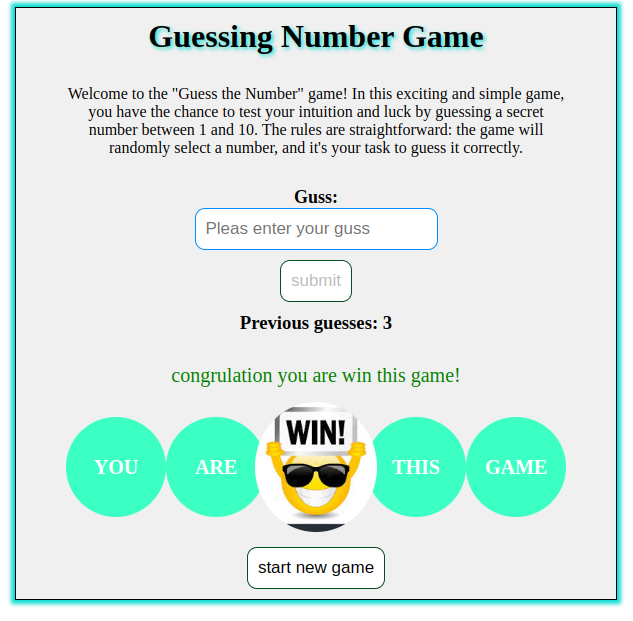 Guessing Number Game
Welcome to the "Guess the Number" game! In this exciting and simple game,
you have the chance to test your intuition and luck by guessing a secret
number between 1 and 10. The rules are straightforward: the game will
randomly select a number, and it's your task to guess it correctly.
Guss:
Pleas enter your guss
submit
Previous guesses: 3
congrulation you are win this game!
YOU ARE WIN! THIS GAME
start new game